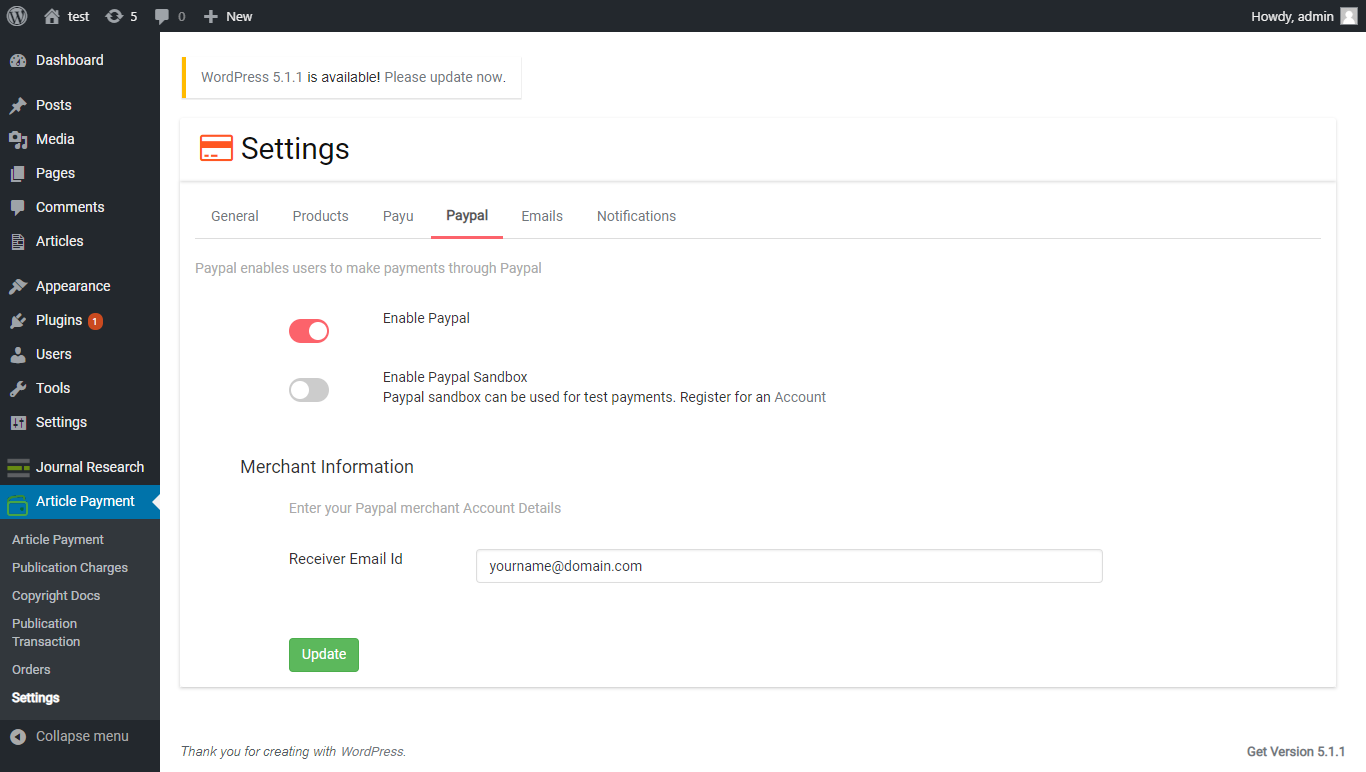 test
5
0
New
Howdy, admin
Dashboard
Posts
Media
Pages
Comments
Articles
Appearance
Plugins 1
Users
Tools
Settings
Journal Research
Article Payment
Article Payment
Publication Charges
Copyright Docs
Publication
Transaction
Orders
Settings
Collapse menu
WordPress 5.1.1 is available! Please update now.
Settings
General
Products
Payu
Paypal
Emails
Notifications
Paypal enables users to make payments through Paypal
Enable Paypal
Enable Paypal Sandbox
Paypal sandbox can be used for test payments. Register for an Account
Merchant Information
Enter your Paypal merchant Account Details
Receiver Email Id
yourname@domain.com
Update
Thank you for creating with WordPress.
Get Version 5.1.1